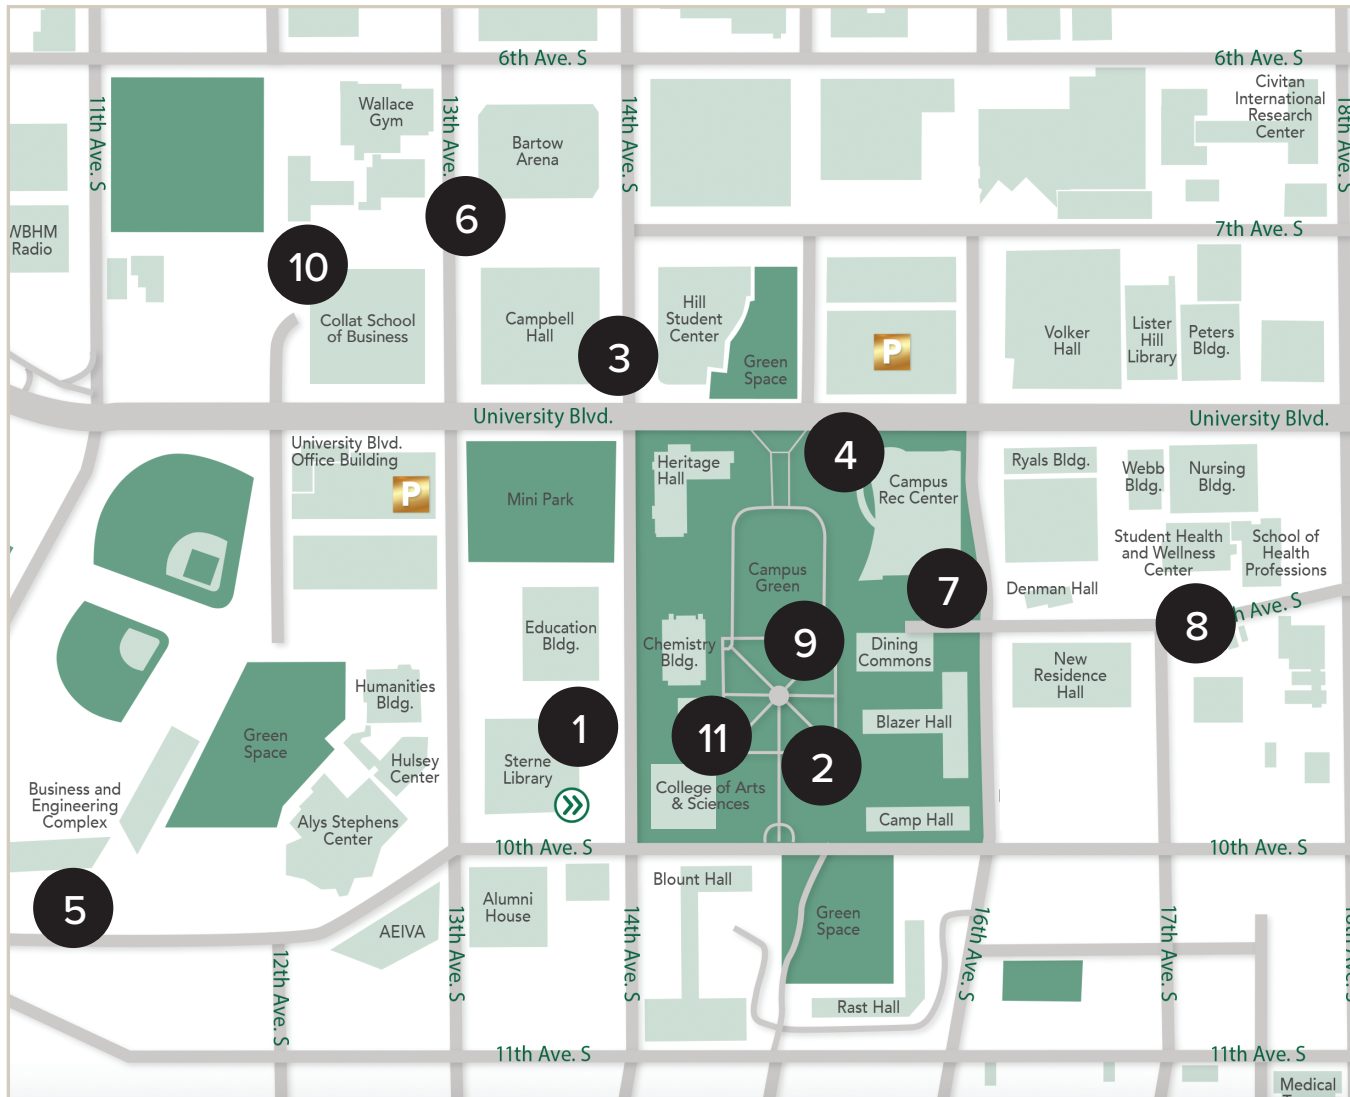 6th Ave. S
6th Ave. S
11th Ave. S
Wallace
Gym
13th Ave.
Bartow
Arena
14th Ave. S
Civitan
International
Research
Center
18th Ave. S
6
WBHM
Radio
7th Ave. S
10
Collat School
of Business
Campbell
Hall
3
Hill
Student
Center
Green
Space
P
Volker
Hall
Lister
Hill
Library
Peters
Bldg.
University Blvd.
University Blvd.
University Blvd.
Office Building
P
Mini Park
Heritage
Hall
4
Campus
Rec Center
Ryals Bldg.
Webb
Bldg.
Nursing
Bldg.
Student Health
and Wellness
Center
School of
Health
Professions
Campus
Green
7
Denman Hall
8
h Ave. S
Education
Bldg.
Chemistry
Bldg.
9
Dining
Commons
New
Residence
Hall
Humanities
Bldg.
Green
Space
Hulsey
Center
1
Sterne
Library
11
2
Blazer Hall
College of Arts
& Sciences
Camp Hall
Business and
Engineering
Complex
Alys Stephens
Center
10th Ave. S
10th Ave. S
5
Alumni
House
Blount Hall
Green
Space
AEIVA
12th Ave. S
13th Ave. S
14th Ave. S
16th Ave. S
17th Ave. S
Rast Hall
11th Ave. S
11th Ave. S
Medical